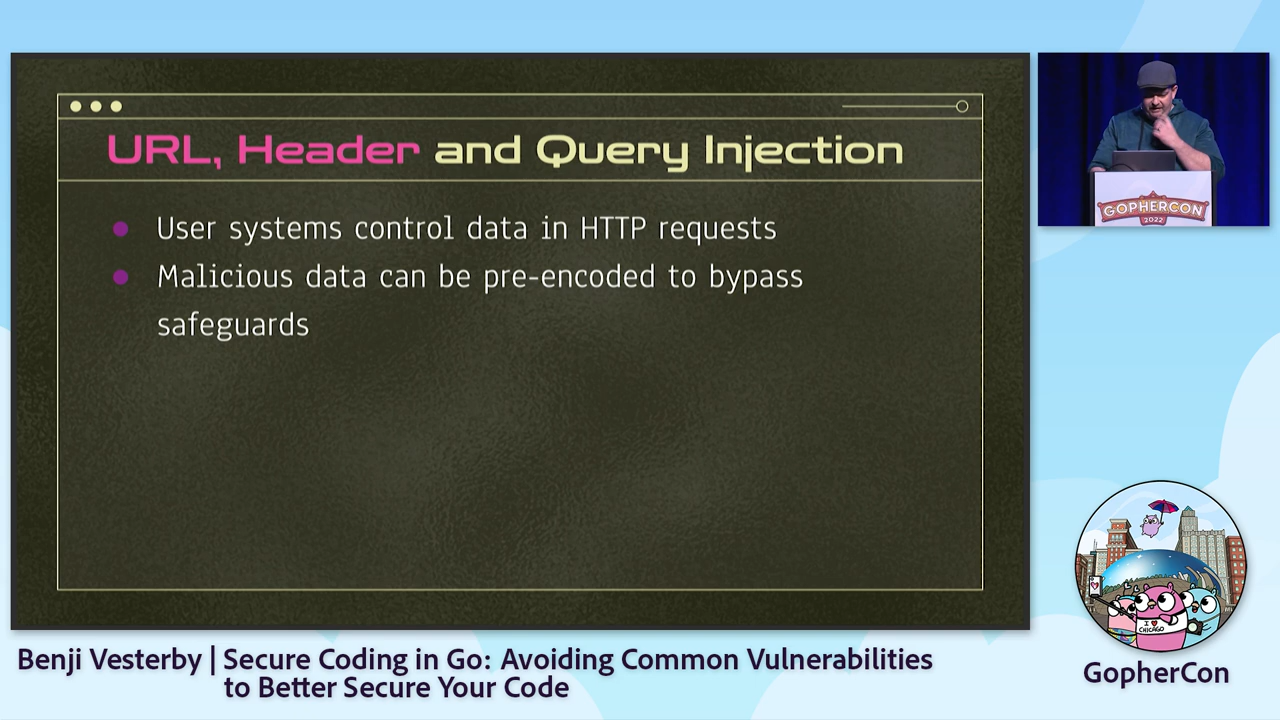 URL, Header and Query Injection
User systems control data in HTTP requests
Malicious data can be pre-encoded to bypass
safeguards
GOPHERCON
2022
I ♥
CHICAGO
GopherCon
Benji Vesterby | Secure Coding in Go: Avoiding Common Vulnerabilities
to Better Secure Your Code